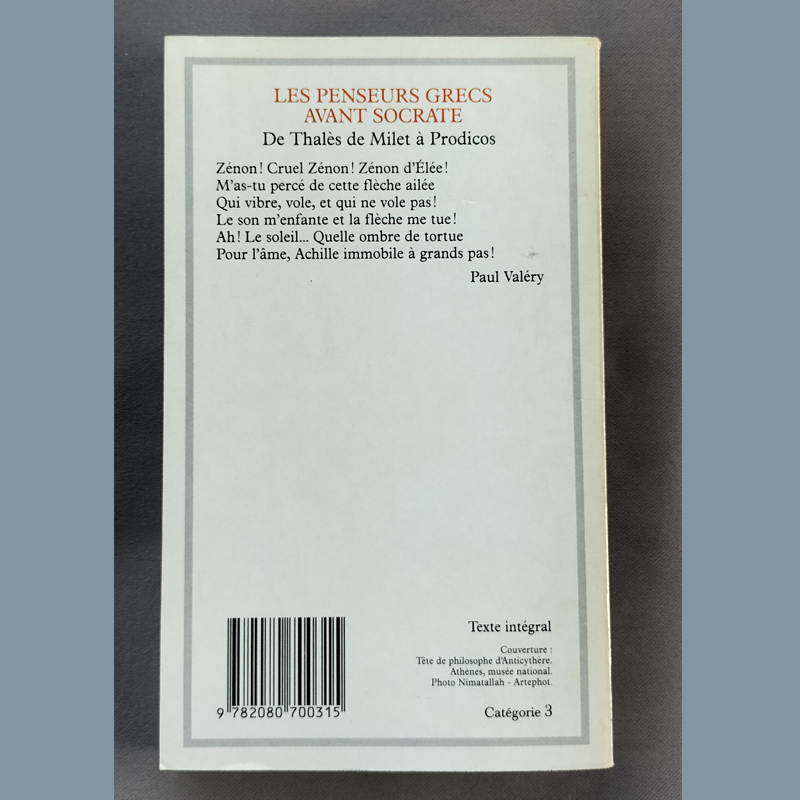 LES PENSEURS GRECS
AVANT SOCRATE
De Thalès de Milet à Prodicos
Zénon ! Cruel Zénon ! Zénon d'Élée !
M'as-tu percé de cette flèche ailée
Qui vibre, vole, et qui ne vole pas !
Le son m'enfante et la flèche me tue !
Ah ! Le soleil... Quelle ombre de tortue
Pour l'âme, Achille immobile à grands pas !
Paul Valéry
Texte intégral
Couverture :
Tête de philosophe d'Anticythère.
Athènes, musée national.
Photo Nimatallah - Artephot.
9 782080 700315
Catégorie 3